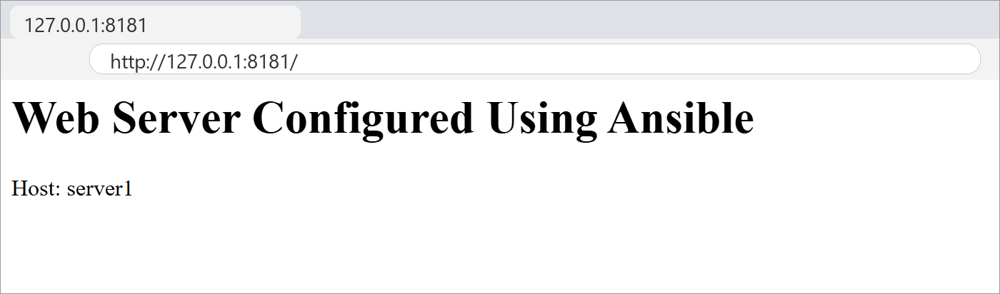 127.0.0.1:8181
http://127.0.0.1:8181/
Web Server Configured Using Ansible
Host: server1